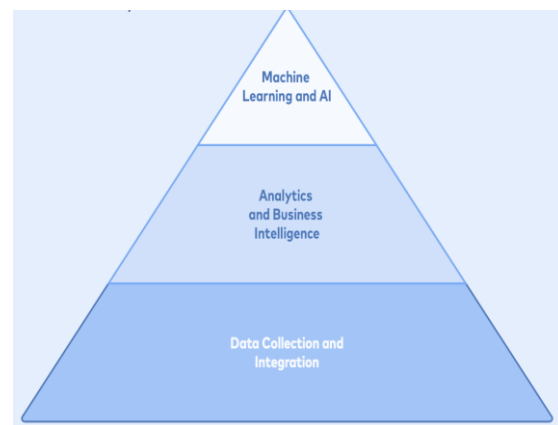 Machine
Learning and AI
Analytics
and Business
Intelligence
Data Collection and
Integration